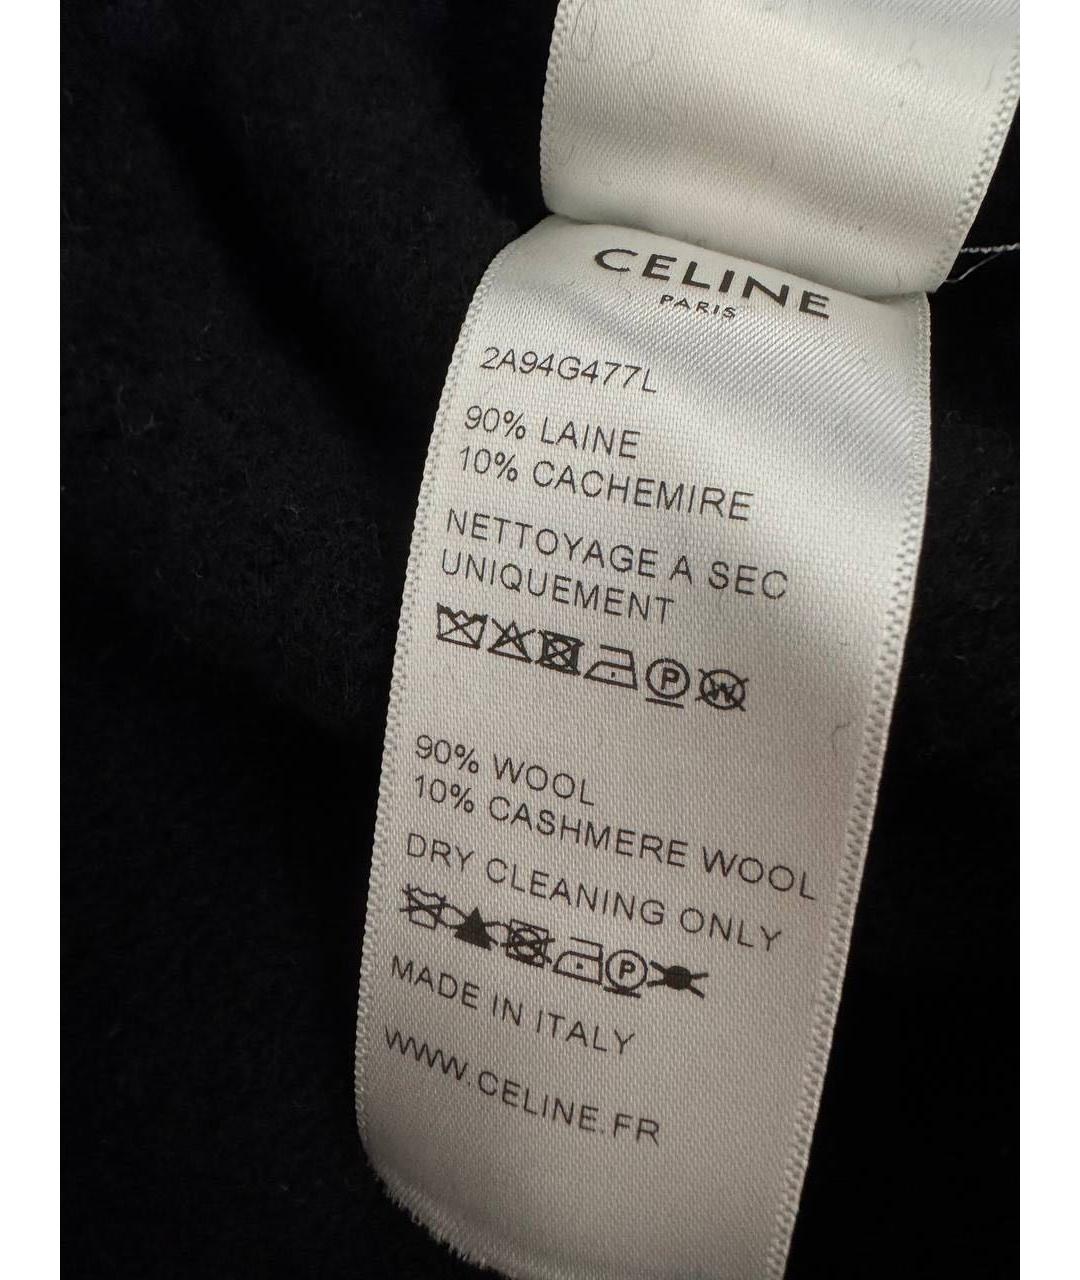 CELINE
PARIS
2A94G477L
90% LAINE
10% CACHEMIRE
NETTOYAGE A SEC
UNIQUEMENT
P W
90% WOOL
10% CASHMERE WOOL
DRY CLEANING ONLY
P
MADE IN ITALY
WWW.CELINE.FR